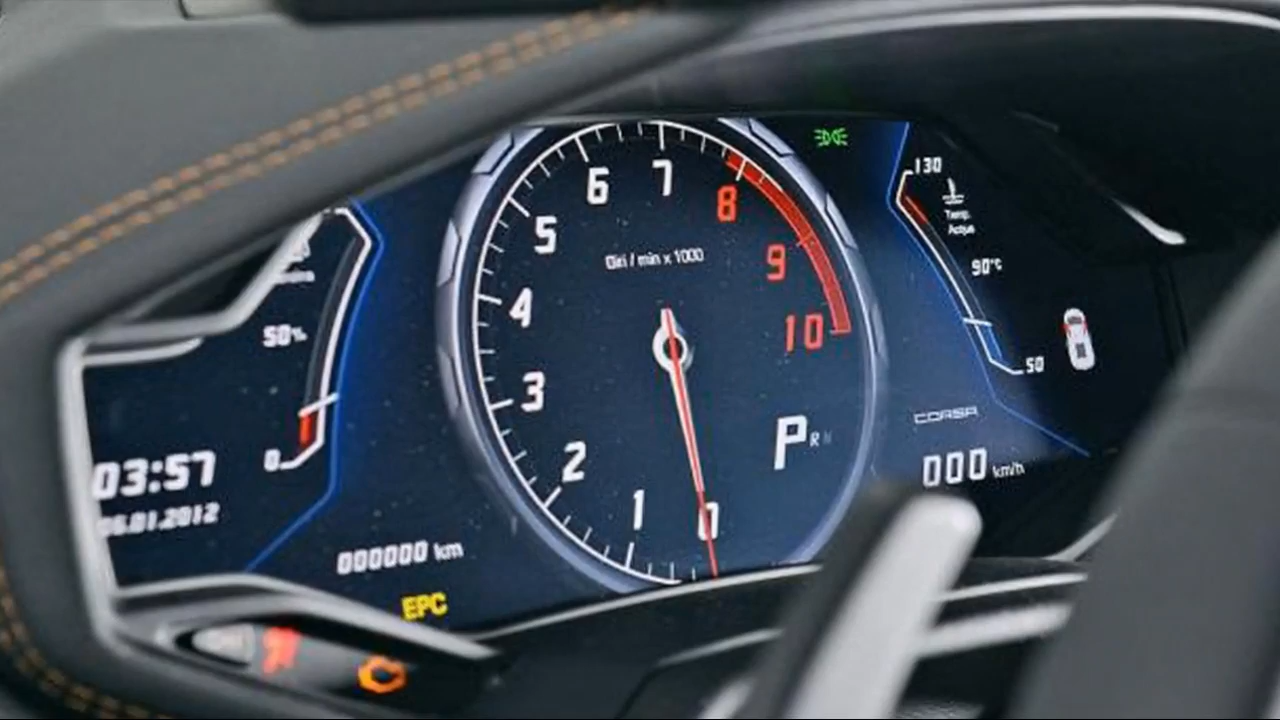 7
6
8
5
Giri / min x 1000
9
4
10
3
2
1
0
P R N
130
Temp.
Acqua
90°C
50
CORSA
000 km/h
50%
0
03:57
06.01.2012
000000 km
EPC